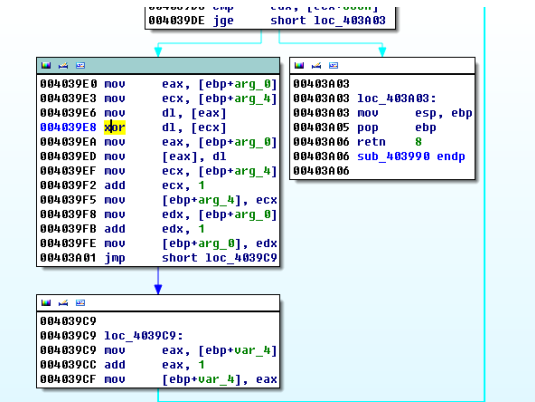 004039DE jge     short loc_403A03
004039E0 mov     eax, [ebp+arg_0]
004039E3 mov     ecx, [ebp+arg_4]
004039E6 mov     dl, [eax]
004039E8 xor     dl, [ecx]
004039EA mov     eax, [ebp+arg_0]
004039ED mov     [eax], dl
004039EF mov     ecx, [ebp+arg_4]
004039F2 add     ecx, 1
004039F5 mov     [ebp+arg_4], ecx
004039F8 mov     edx, [ebp+arg_0]
004039FB add     edx, 1
004039FE mov     [ebp+arg_0], edx
00403A01 jmp     short loc_4039C9
00403A03
00403A03 loc_403A03:
00403A03 mov     esp, ebp
00403A05 pop     ebp
00403A06 retn    8
00403A06 sub_403990 endp
00403A06
004039C9
004039C9 loc_4039C9:
004039C9 mov     eax, [ebp+var_4]
004039CC add     eax, 1
004039CF mov     [ebp+var_4], eax